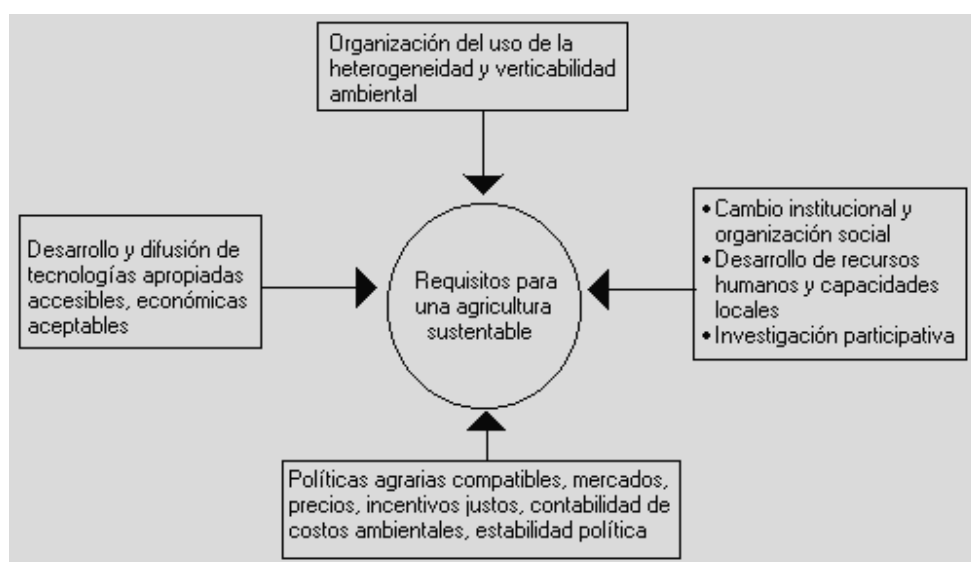 Organización del uso de la
heterogeneidad y verticabilidad
ambiental
Desarrollo y difusión de
tecnologías apropiadas
accesibles, económicas
aceptables
Requisitos para
una agricultura
sustentable
• Cambio institucional y
organización social
• Desarrollo de recursos
humanos y capacidades
locales
• Investigación participativa
Políticas agrarias compatibles, mercados,
precios, incentivos justos, contabilidad de
costos ambientales, estabilidad política